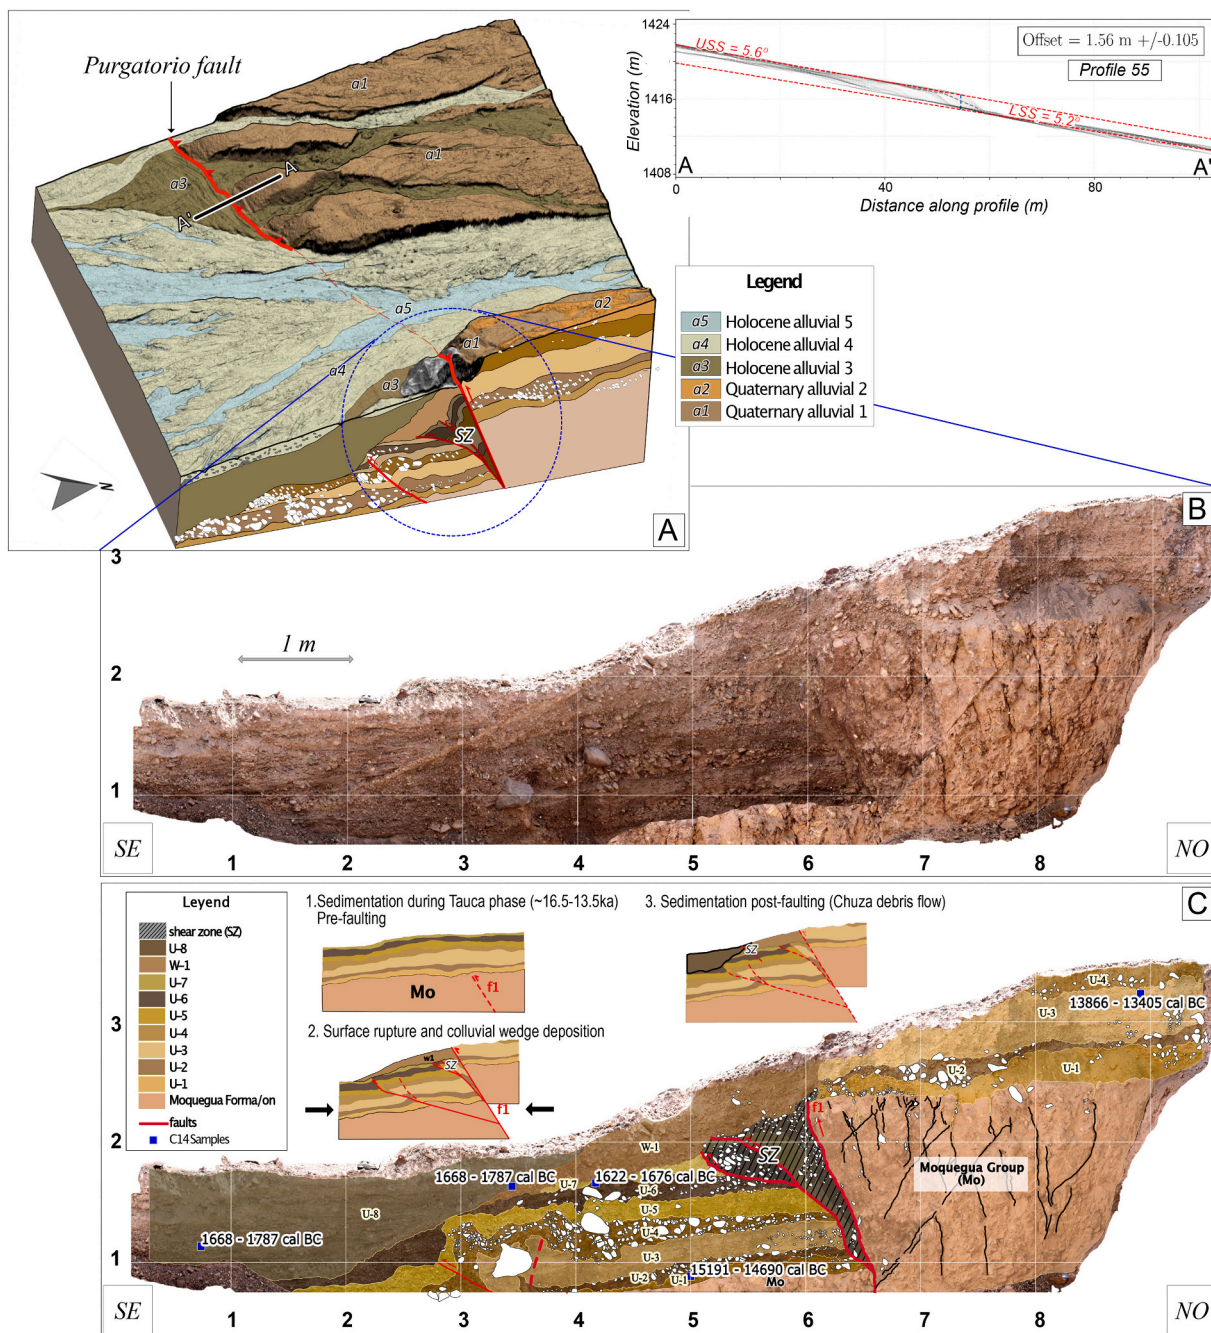 Purgatorio fault
a1
a1
a3
A
A'
a5
a4
a3
a1
a2
SZ
N
A
1424
1416
1408
Elevation (m)
USS = 5.6°
LSS = 5.2°
Offset = 1.56 m +/-0.105
Profile 55
A
A'
0
40
80
Distance along profile (m)
Legend
a5 Holocene alluvial 5
a4 Holocene alluvial 4
a3 Holocene alluvial 3
a2 Quaternary alluvial 2
a1 Quaternary alluvial 1
B
3
2
1
1 m
SE
1 2 3 4 5 6 7 8
NO
C
Leyend
shear zone (SZ)
U-8
W-1
U-7
U-6
U-5
U-4
U-3
U-2
U-1
Moquegua Forma/on
faults
C14 Samples
1.Sedimentation during Tauca phase (~16.5-13.5ka)
Pre-faulting
Mo
f1
2. Surface rupture and colluvial wedge deposition
w1
SZ
f1
3. Sedimentation post-faulting (Chuza debris flow)
SZ
3
2
1
U-4
13866 - 13405 cal BC
U-3
U-2
U-1
f1
W-1
SZ
Moquegua Group
(Mo)
1668 - 1787 cal BC
U-7
1622 - 1676 cal BC
U-6
U-5
U-8
U-4
1668 - 1787 cal BC
U-3
15191 - 14690 cal BC
U-2
U-1
Mo
SE
1 2 3 4 5 6 7 8
NO